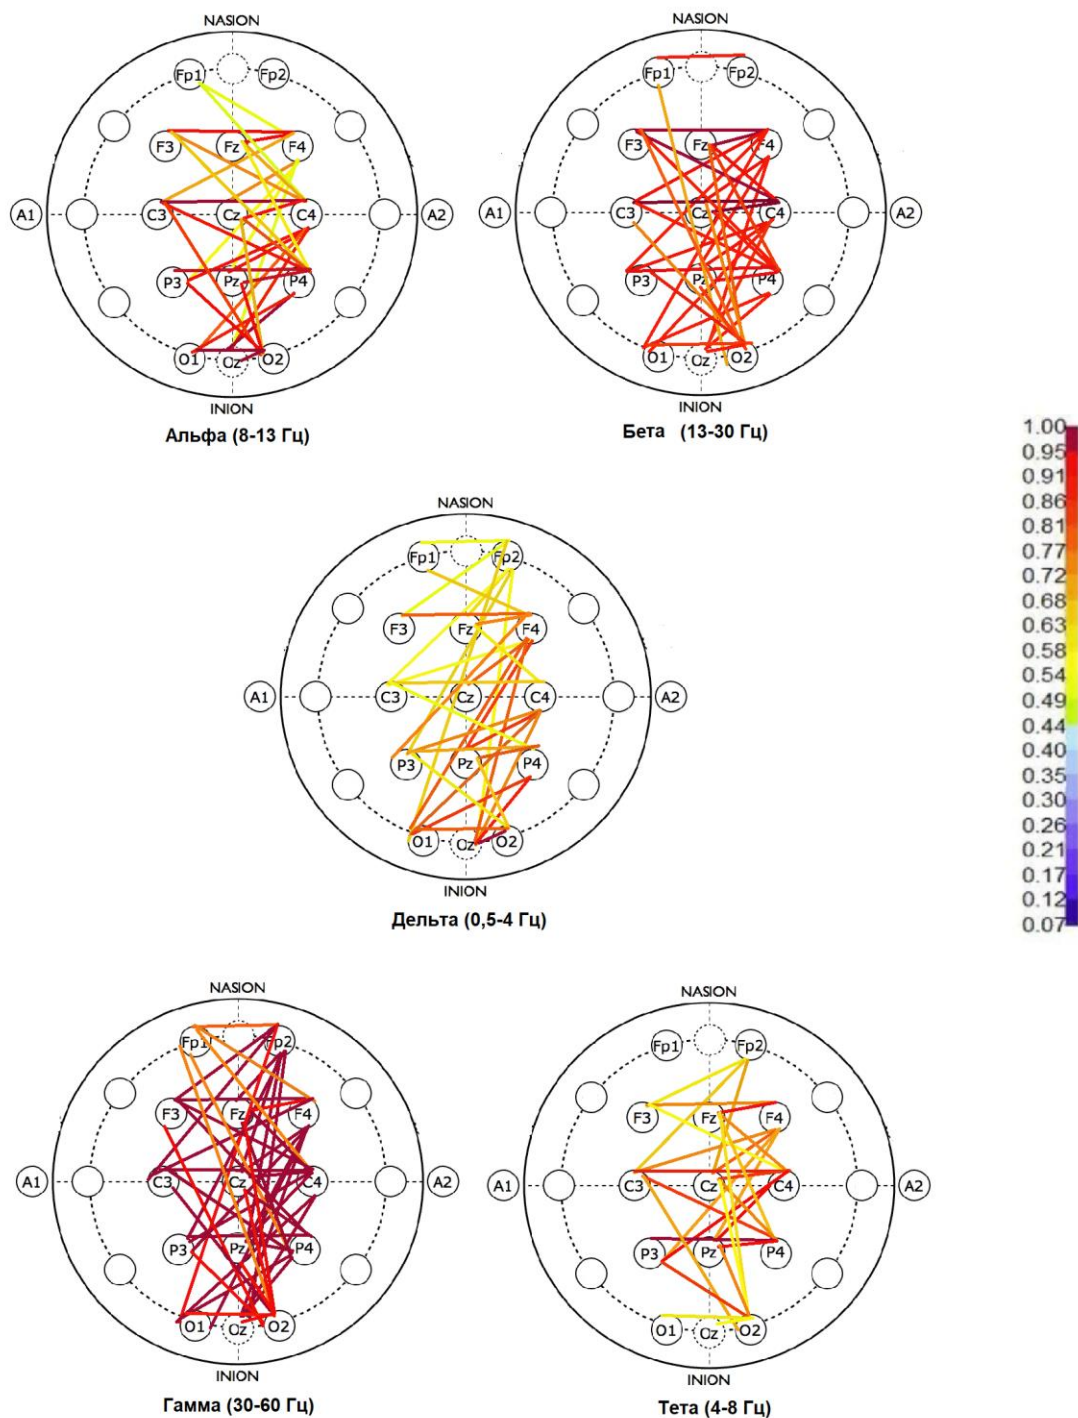 NASION
Fp1 Fp2
F3 Fz F4
A1 C3 Cz C4 A2
P3 Pz P4
O1 Oz O2
INION
Альфа (8-13 Гц)
NASION
Fp1 Fp2
F3 Fz F4
A1 C3 Cz C4 A2
P3 Pz P4
O1 Oz O2
INION
Бета (13-30 Гц)
NASION
Fp1 Fp2
F3 Fz F4
A1 C3 Cz C4 A2
P3 Pz P4
O1 Oz O2
INION
Дельта (0,5-4 Гц)
1.00
0.95
0.91
0.86
0.81
0.77
0.72
0.68
0.63
0.58
0.54
0.49
0.44
0.40
0.35
0.30
0.26
0.21
0.17
0.12
0.07
NASION
Fp1 Fp2
F3 Fz F4
A1 C3 Cz C4 A2
P3 Pz P4
O1 Oz O2
INION
Гамма (30-60 Гц)
NASION
Fp1 Fp2
F3 Fz F4
A1 C3 Cz C4 A2
P3 Pz P4
O1 Oz O2
INION
Тета (4-8 Гц)